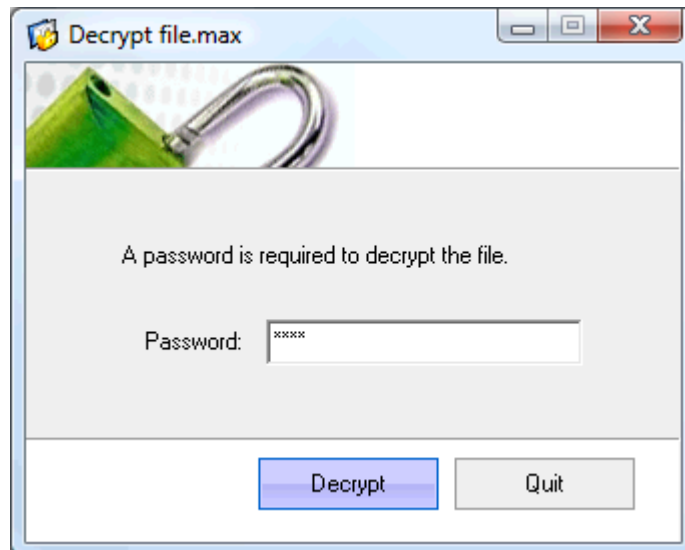 Decrypt file.max
A password is required to decrypt the file.
Password: ****
Decrypt Quit